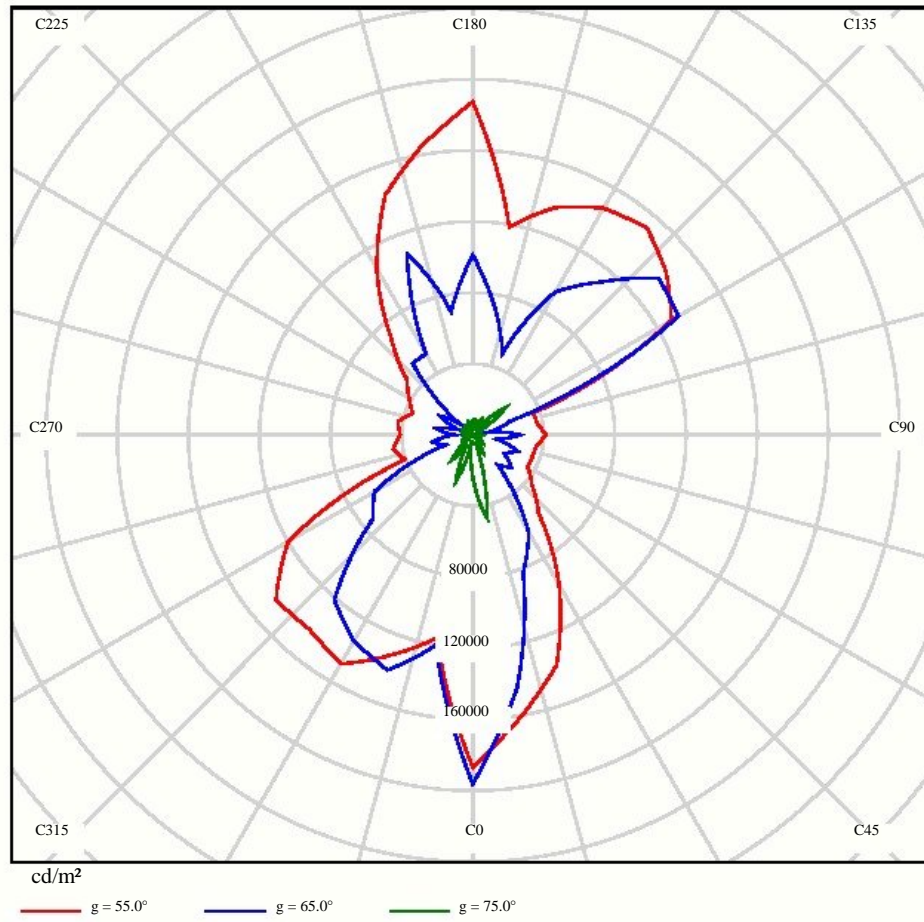 C225
C180
C135
C270
C90
80000
120000
160000
C315
C0
C45
cd/m²
g = 55.0°
g = 65.0°
g = 75.0°